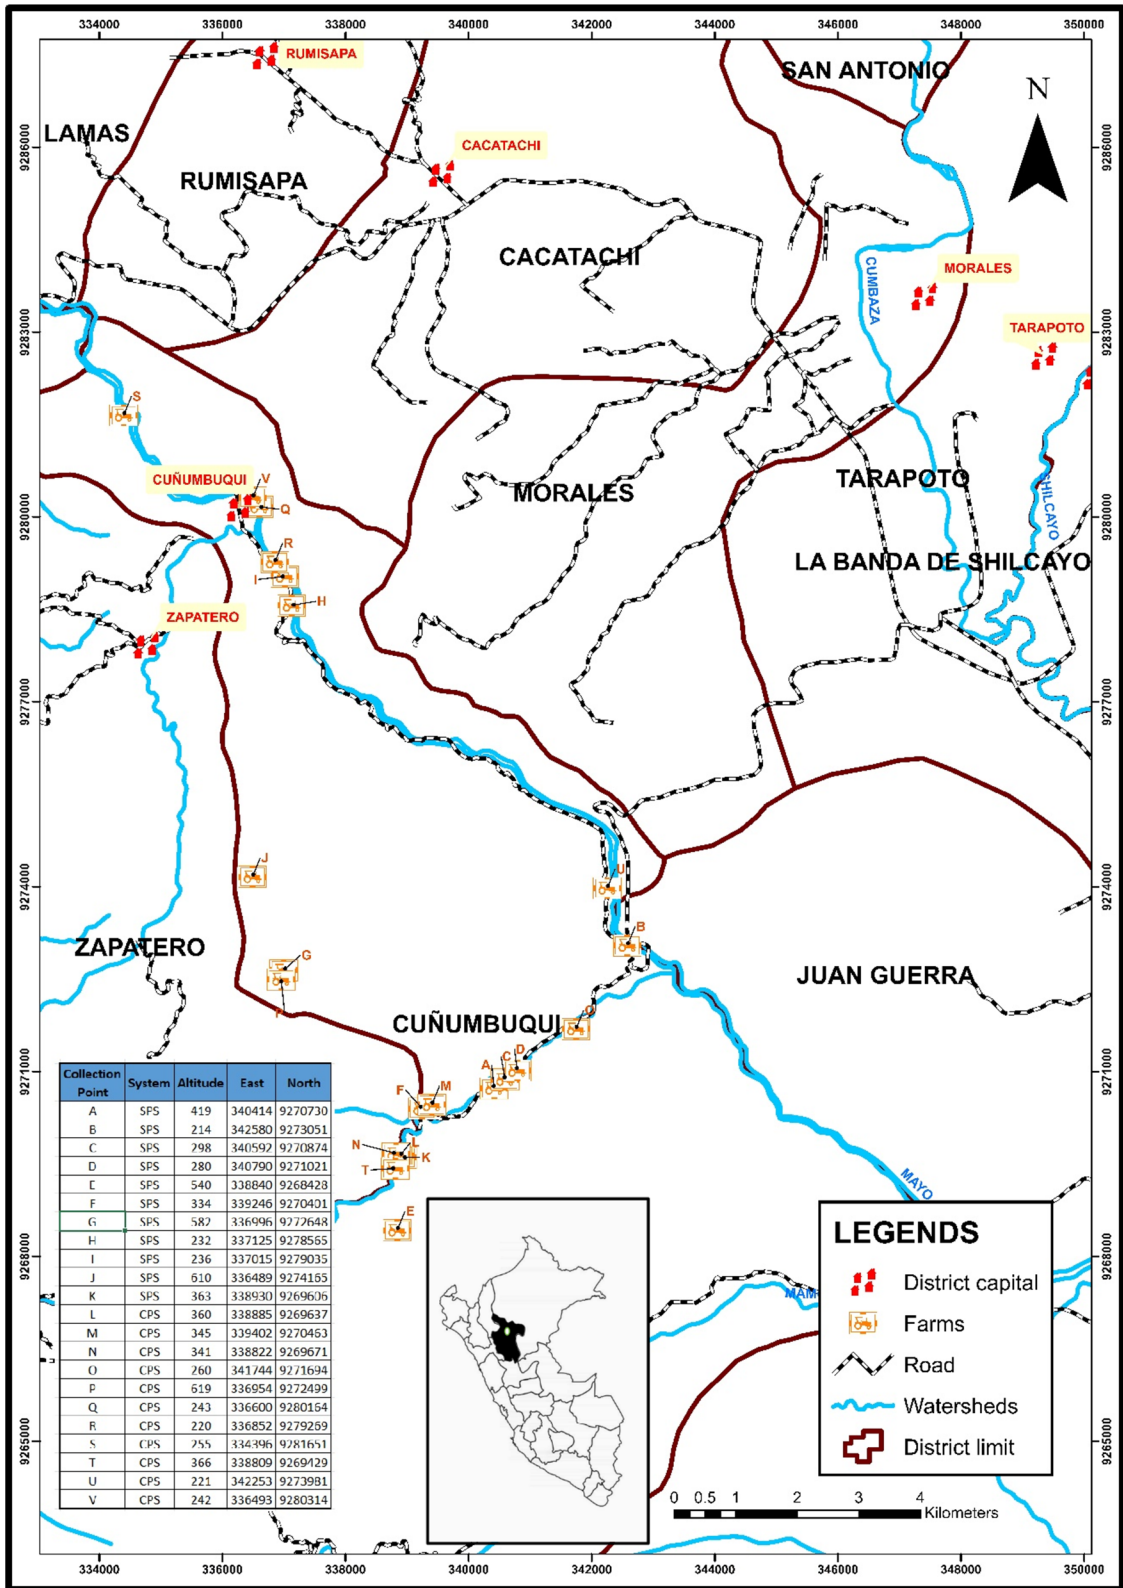 334000 336000 338000 340000 342000 344000 346000 348000 350000
RUMISAPA
SAN ANTONIO
N
LAMAS
9286000
9286000
CACATACHI
RUMISAPA
CACATACHI
CUMBAZA
MORALES
9283000
9283000
TARAPOTO
S
CUÑUMBUQUI
V
Q
MORALES
TARAPOTO
SHILCAYO
9280000
9280000
R
I
H
LA BANDA DE SHILCAYO
ZAPATERO
9277000
9277000
J
U
9274000
9274000
B
ZAPATERO
G
P
JUAN GUERRA
CUÑUMBUQUI
O
D
C
A
9271000
9271000
F
M
N
L
K
T
E
MAYO
Collection Point System Altitude East North
A SPS 419 340414 9270730
B SPS 214 342580 9273051
C SPS 298 340592 9270874
D SPS 280 340790 9271021
E SPS 540 338840 9268428
F SPS 334 339246 9270401
G SPS 582 336996 9272648
H SPS 232 337125 9278565
I SPS 236 337015 9279035
J SPS 610 336489 9274165
K SPS 363 338930 9269606
L CPS 360 338885 9269637
M CPS 345 339402 9270463
N CPS 341 338822 9269671
O CPS 260 341744 9271694
P CPS 619 336954 9272499
Q CPS 243 336600 9280164
R CPS 220 336852 9279269
S CPS 255 334396 9281651
T CPS 366 338809 9269429
U CPS 221 342253 9273981
V CPS 242 336493 9280314
9268000
9268000
MAM
LEGENDS
District capital
Farms
Road
Watersheds
District limit
9265000
9265000
0 0.5 1 2 3 4
Kilometers
334000 336000 338000 340000 342000 344000 346000 348000 350000